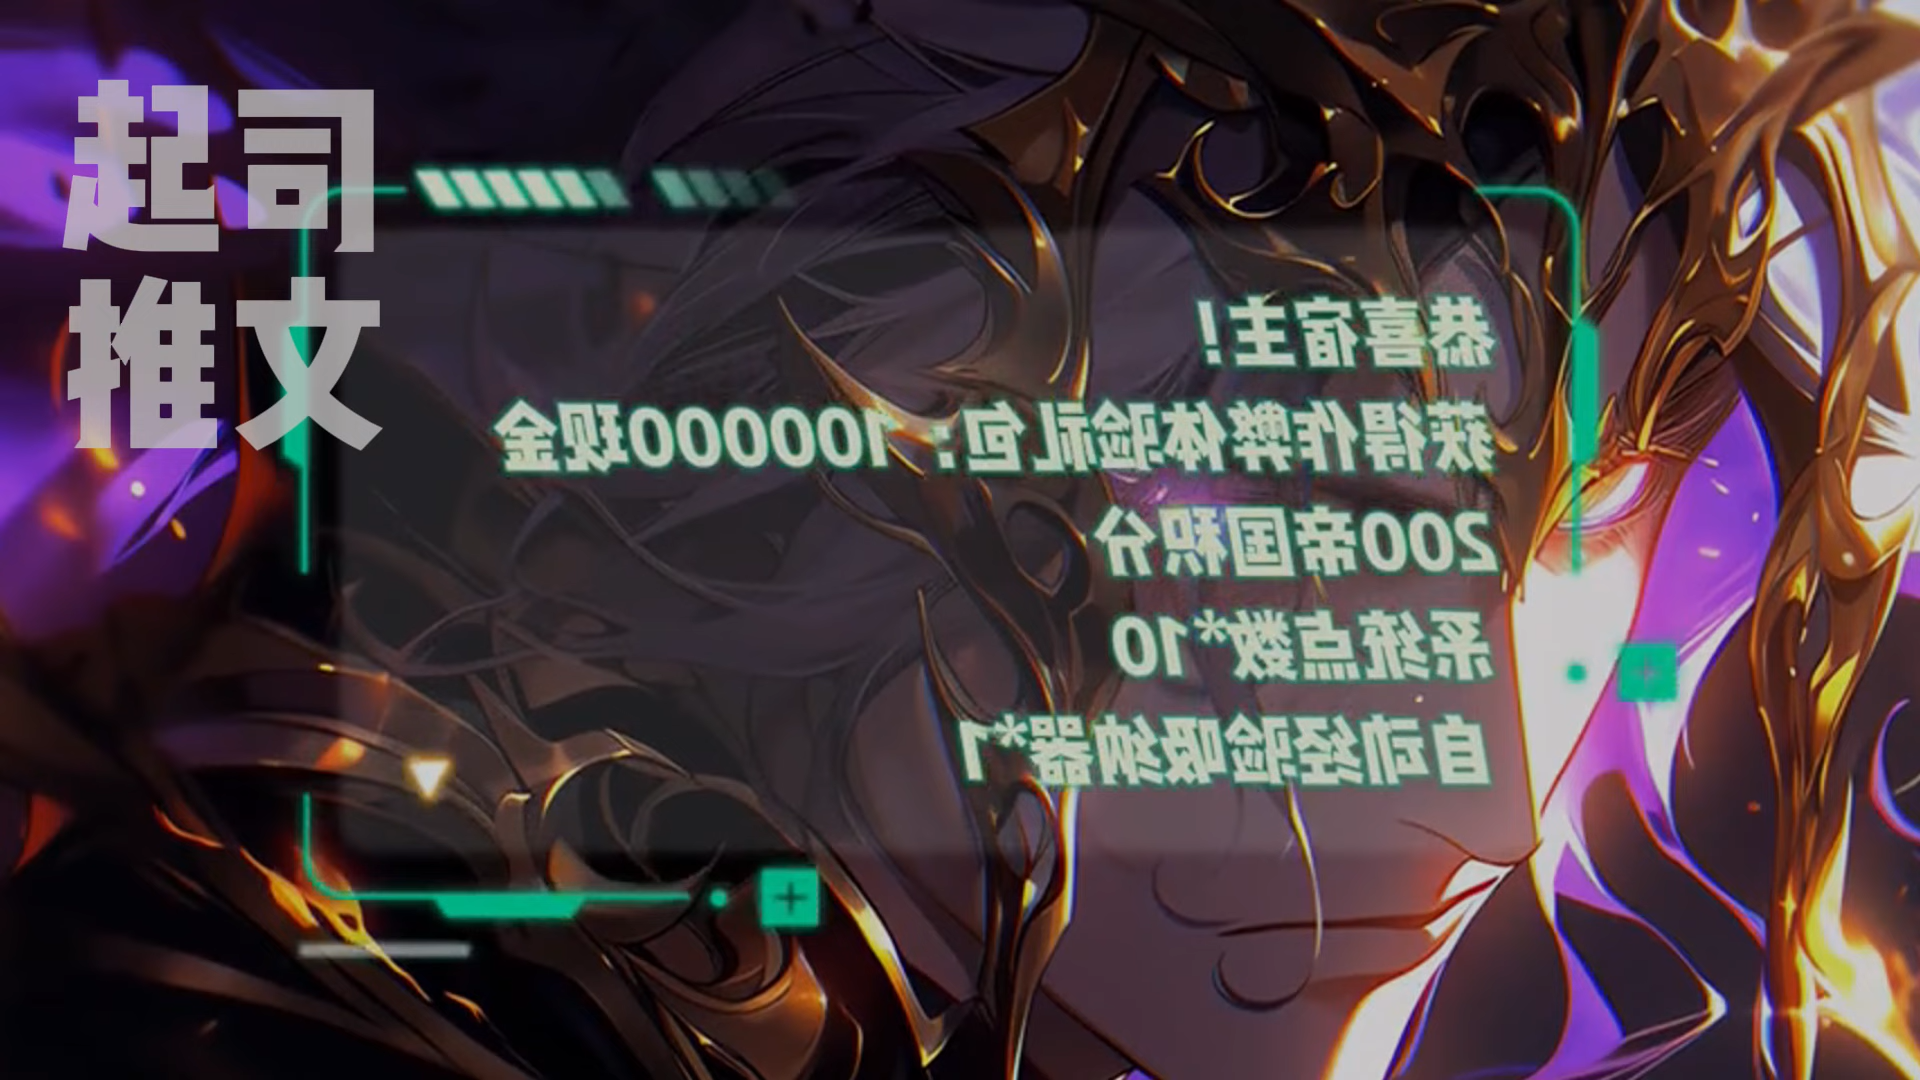 起司
推文
恭喜宿主！
获得作弊体验礼包：100000现金
200帝国积分
系统点数*10
自动经验吸纳器*1